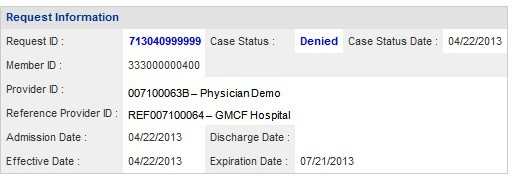 Request Information
Request ID : 713040999999 Case Status : Denied Case Status Date : 04/22/2013
Member ID : 333000000400
Provider ID : 007100063B – Physician Demo
Reference Provider ID : REF007100064 – GMCF Hospital
Admission Date : 04/22/2013 Discharge Date :
Effective Date : 04/22/2013 Expiration Date : 07/21/2013